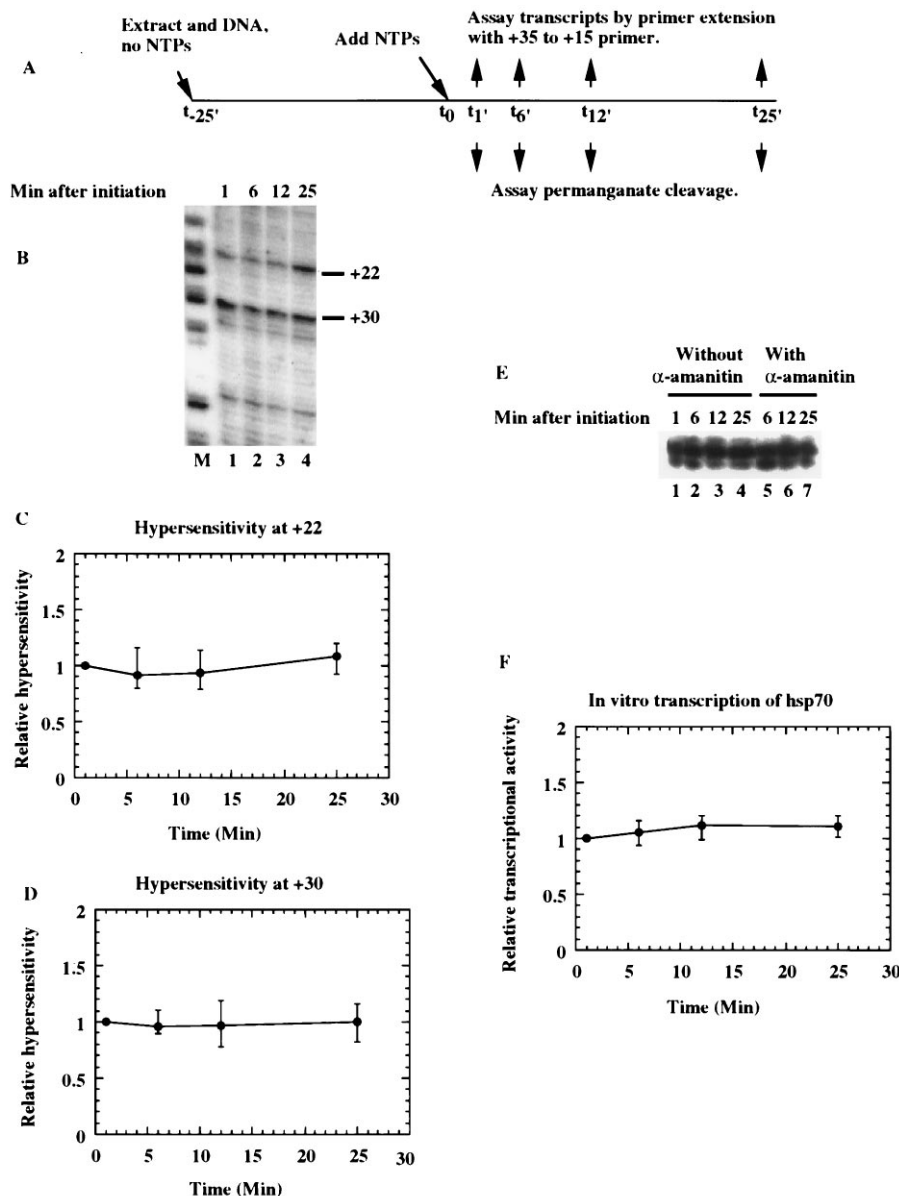 A
Extract and DNA,
no NTPs
Add NTPs
Assay transcripts by primer extension
with +35 to +15 primer.
t-25' t0 t1' t6' t12' t25'
Assay permanganate cleavage.
Min after initiation 1 6 12 25
B
+22
+30
M 1 2 3 4
E
Without With
α-amanitin α-amanitin
Min after initiation 1 6 12 25 6 12 25
1 2 3 4 5 6 7
C
Hypersensitivity at +22
Relative hypersensitivity
2
1.5
1
0.5
0
0 5 10 15 20 25 30
Time (Min)
D
Hypersensitivity at +30
Relative hypersensitivity
2
1.5
1
0.5
0
0 5 10 15 20 25 30
Time (Min)
F
In vitro transcription of hsp70
Relative transcriptional activity
2
1.5
1
0.5
0
0 5 10 15 20 25 30
Time (Min)